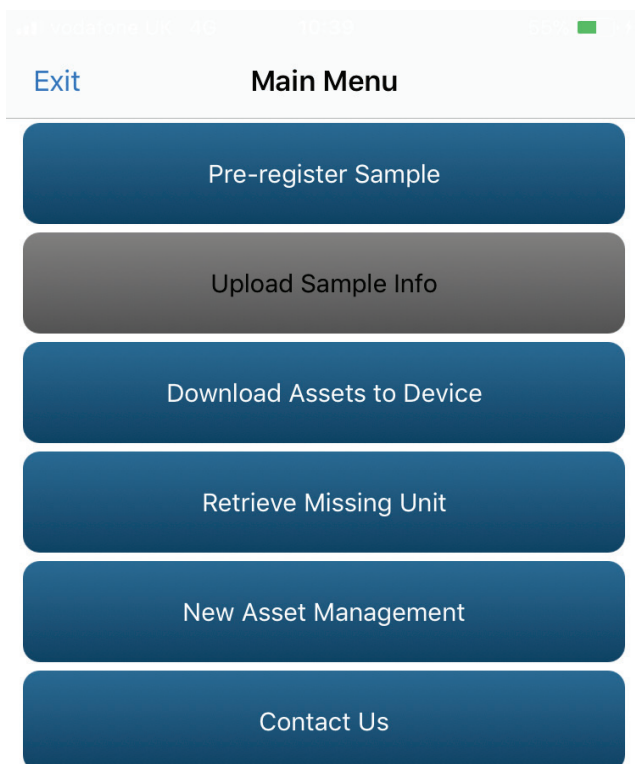 Exit
Main Menu
Pre-register Sample
Upload Sample Info
Download Assets to Device
Retrieve Missing Unit
New Asset Management
Contact Us